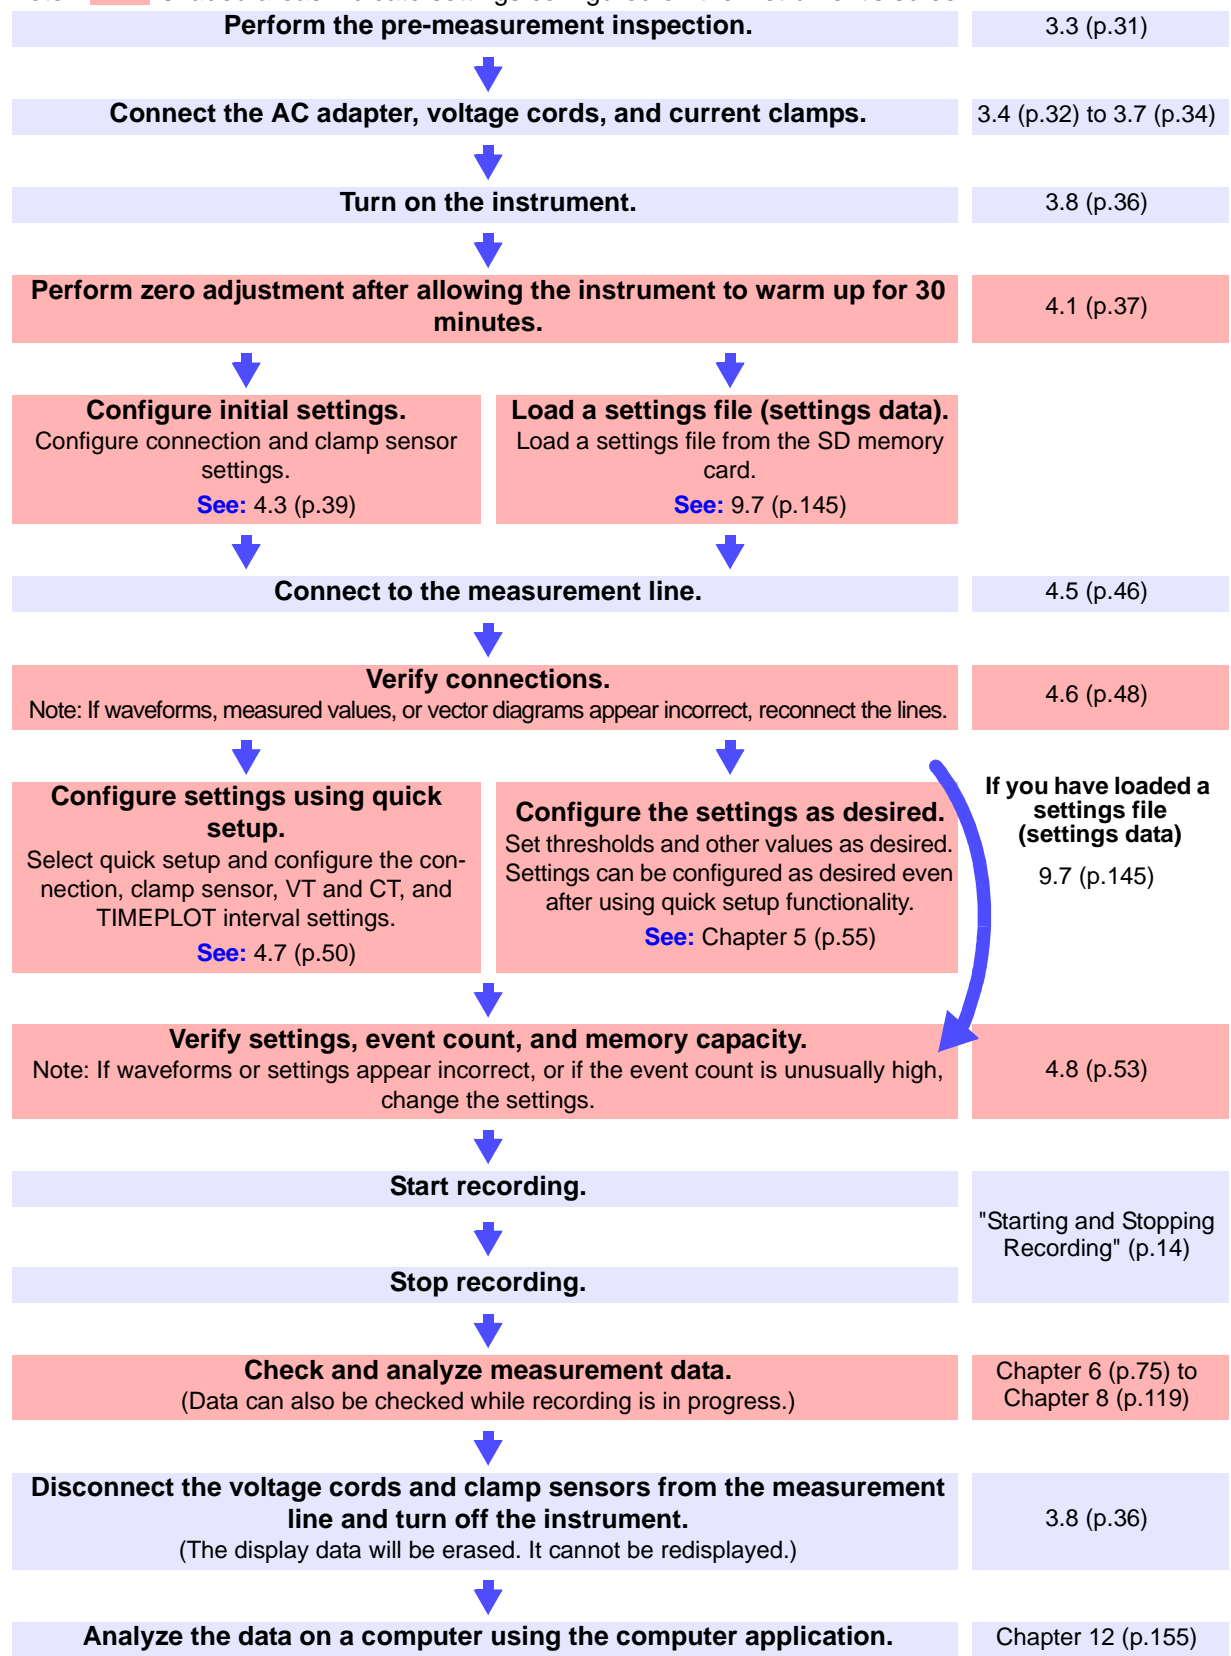 Perform the pre-measurement inspection.
3.3 (p.31)
Connect the AC adapter, voltage cords, and current clamps.
3.4 (p.32) to 3.7 (p.34)
Turn on the instrument.
3.8 (p.36)
Perform zero adjustment after allowing the instrument to warm up for 30
minutes.
4.1 (p.37)
Configure initial settings.
Configure connection and clamp sensor
settings.
See: 4.3 (p.39)
Load a settings file (settings data).
Load a settings file from the SD memory
card.
See: 9.7 (p.145)
Connect to the measurement line.
4.5 (p.46)
Verify connections.
Note: If waveforms, measured values, or vector diagrams appear incorrect, reconnect the lines.
4.6 (p.48)
Configure settings using quick
setup.
Select quick setup and configure the con-
nection, clamp sensor, VT and CT, and
TIMEPLOT interval settings.
See: 4.7 (p.50)
Configure the settings as desired.
Set thresholds and other values as desired.
Settings can be configured as desired even
after using quick setup functionality.
See: Chapter 5 (p.55)
If you have loaded a
settings file
(settings data)
9.7 (p.145)
Verify settings, event count, and memory capacity.
Note: If waveforms or settings appear incorrect, or if the event count is unusually high,
change the settings.
4.8 (p.53)
Start recording.
"Starting and Stopping
Recording" (p.14)
Stop recording.
Check and analyze measurement data.
(Data can also be checked while recording is in progress.)
Chapter 6 (p.75) to
Chapter 8 (p.119)
Disconnect the voltage cords and clamp sensors from the measurement
line and turn off the instrument.
(The display data will be erased. It cannot be redisplayed.)
3.8 (p.36)
Analyze the data on a computer using the computer application.
Chapter 12 (p.155)